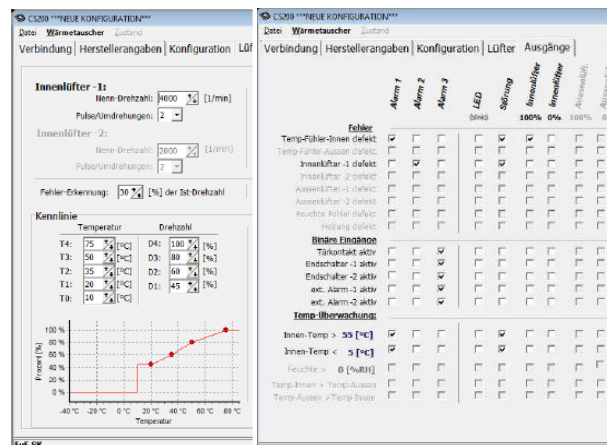 CS200 ***NEUE KONFIGURATION***
Datei Wärmetauscher Zustand
Verbindung Herstellerangaben Konfiguration Lüf
Innenlüfter -1:
Nenn-Drehzahl: 4000 [1/min]
Pulse/Umdrehungen: 2
Innenlüfter -2:
Nenn-Drehzahl: 2000 [1/min]
Pulse/Umdrehungen: 2
Fehler-Erkennung: 30 [%] der Ist-Drehzahl
Kennlinie
Temperatur Drehzahl
T4: 75 [°C] D4: 100 [%]
T3: 50 [°C] D3: 80 [%]
T2: 35 [°C] D2: 60 [%]
T1: 20 [°C] D1: 45 [%]
T0: 10 [°C]
Prozent [%]
100 %
80 %
60 %
40 %
20 %
0 %
-40 °C -20 °C 0 °C 20 °C 40 °C 60 °C 80 °C
Temperatur
CS200 ***NEUE KONFIGURATION***
Datei Wärmetauscher Zustand
Verbindung Herstellerangaben Konfiguration Lüfter Ausgänge
Alarm 1 Alarm 2 Alarm 3 LED (blink) Störung Innenlüfter 100% Innenlüfter 0% Aussenlüft. 100%
Fehler
Temp-Fühler-Innen defekt
Temp-Fühler-Aussen defekt
Innenlüfter -1 defekt
Innenlüfter -2 defekt
Aussenlüfter -1 defekt
Aussenlüfter -2 defekt
Feuchte Fühler defekt
Heizung defekt
Binäre Eingänge
Türkontakt aktiv
Endschalter -1 aktiv
Endschalter -2 aktiv
ext. Alarm -1 aktiv
ext. Alarm -2 aktiv
Temp-Überwachung:
Innen-Temp > 55 [°C]
Innen-Temp < 5 [°C]
Feuchte > 0 [%RH]
Temp-Innen > Temp-Aussen
Temp-Aussen > Temp-Innen